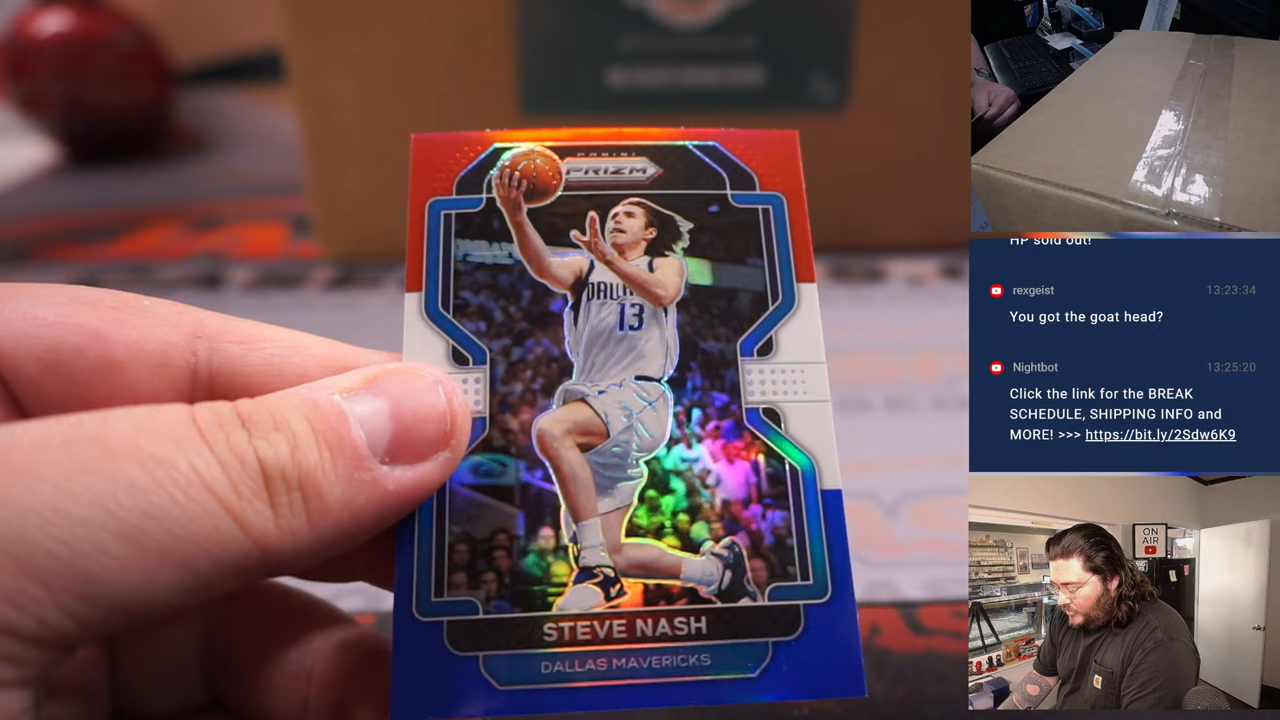 PANINI
PRIZM
DALLAS
13
STEVE NASH
DALLAS MAVERICKS
HP sold out!
rexgeist 13:23:34
You got the goat head?
Nightbot 13:25:20
Click the link for the BREAK
SCHEDULE, SHIPPING INFO and
MORE! >>> https://bit.ly/2Sdw6K9
ON
AIR